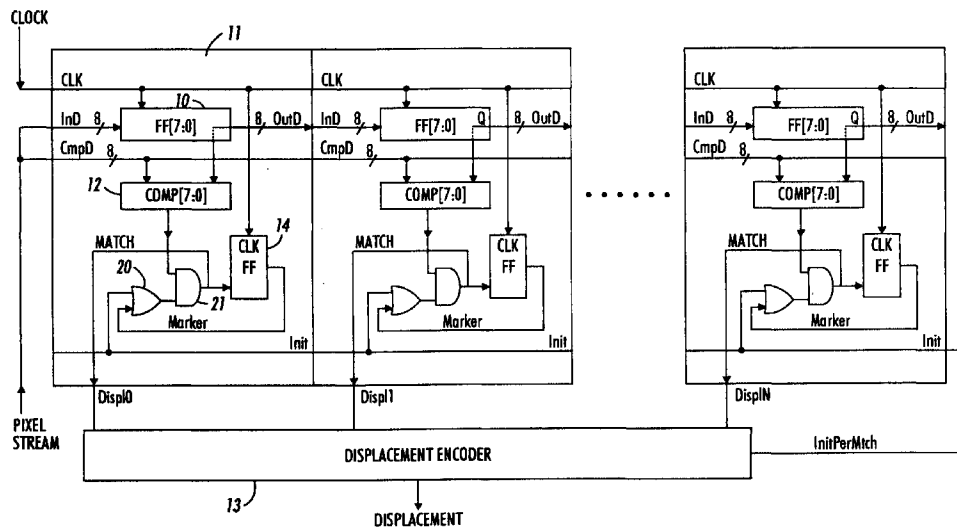 CLOCK
11
CLK
CLK
CLK
10
InD 8
FF[7:0]
8 OutD
InD 8
FF[7:0]
Q
8 OutD
InD 8
FF[7:0]
Q
8 OutD
CmpD 8
CmpD 8
8
CmpD 8
8
12
COMP[7:0]
COMP[7:0]
COMP[7:0]
MATCH
CLK
FF
14
MATCH
CLK
FF
MATCH
CLK
FF
20
21
Marker
Marker
Marker
Init
Init
Init
Displ0
Displ1
DisplN
PIXEL
STREAM
DISPLACEMENT ENCODER
InitPerMtch
13
DISPLACEMENT